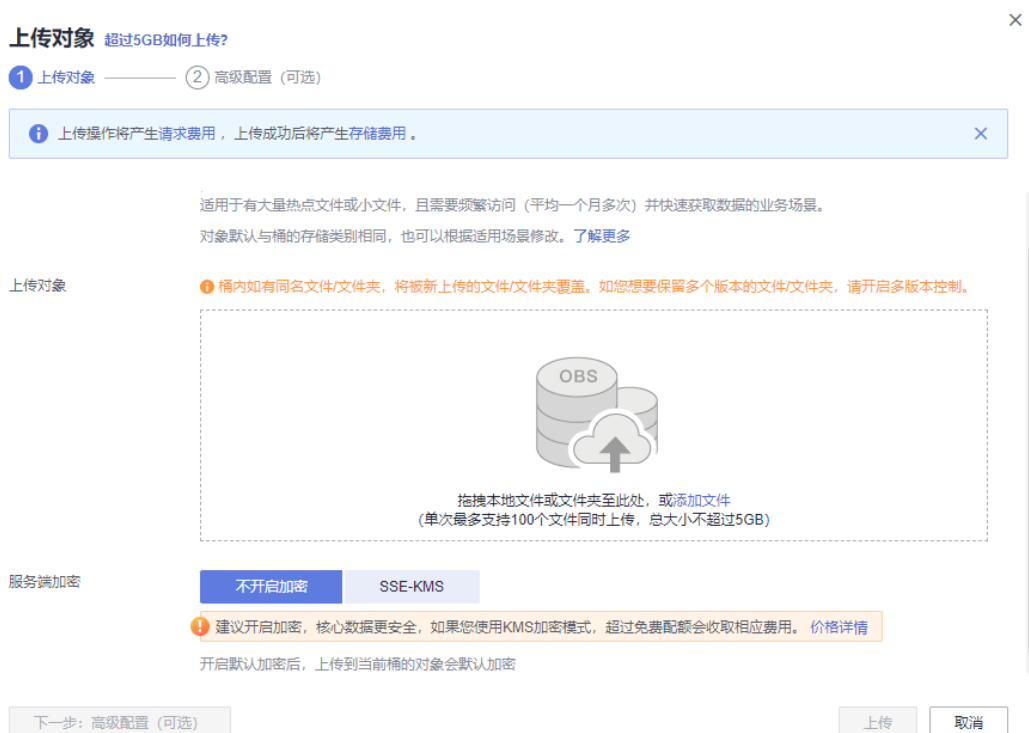 上传对象 超过5GB如何上传?
1 上传对象 2 高级配置（可选）
上传操作将产生请求费用，上传成功后将产生存储费用。
适用于有大量热点文件或小文件，且需要频繁访问（平均一个月多次）并快速获取数据的业务场景。
对象默认与桶的存储类别相同，也可以根据适用场景修改。了解更多
上传对象 桶内如有同名文件/文件夹，将被新上传的文件/文件夹覆盖。如您想要保留多个版本的文件/文件夹，请开启多版本控制。
OBS
拖拽本地文件或文件夹至此处，或添加文件
（单次最多支持100个文件同时上传，总大小不超过5GB）
服务端加密 不开启加密 SSE-KMS
建议开启加密，核心数据更安全，如果您使用KMS加密模式，超过免费配额会收取相应费用。 价格详情
开启默认加密后，上传到当前桶的对象会默认加密
下一步：高级配置（可选） 上传 取消